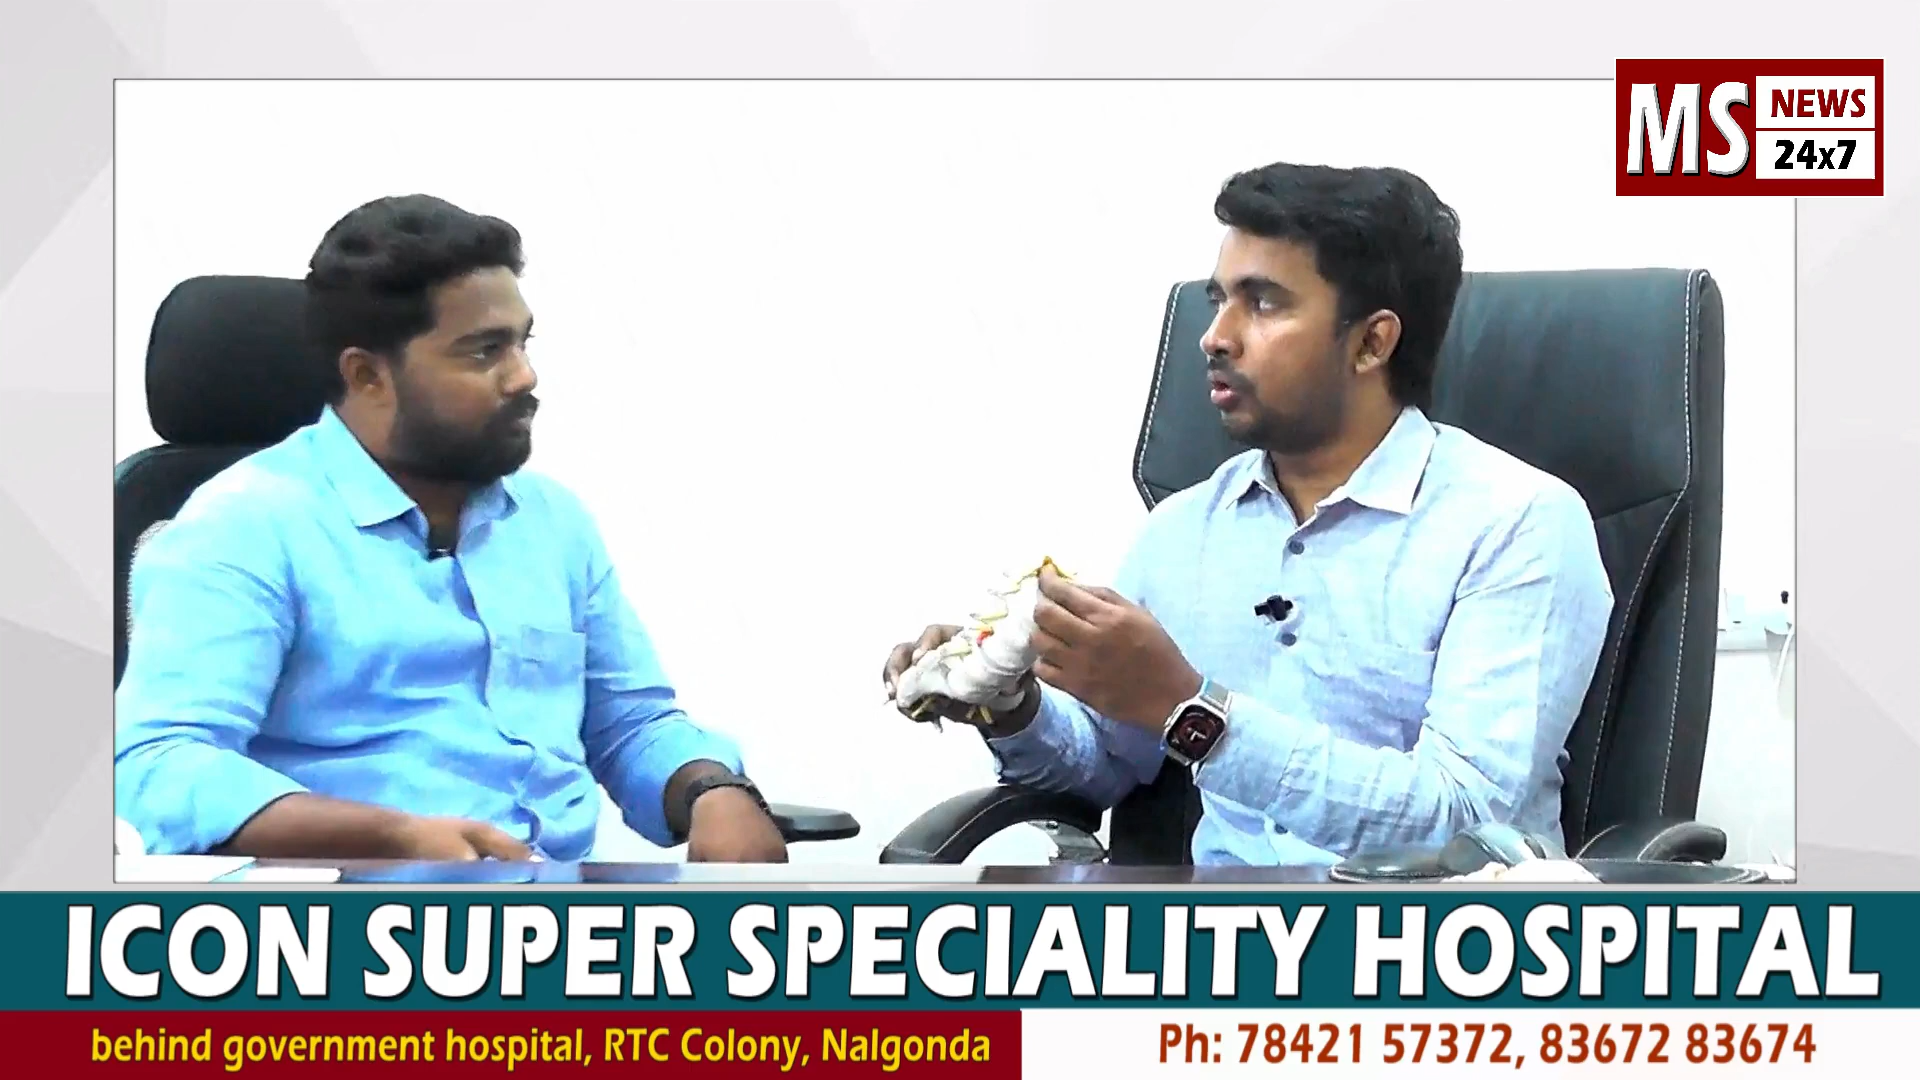 MS NEWS
24x7
ICON SUPER SPECIALITY HOSPITAL
behind government hospital, RTC Colony, Nalgonda
Ph: 78421 57372, 83672 83674